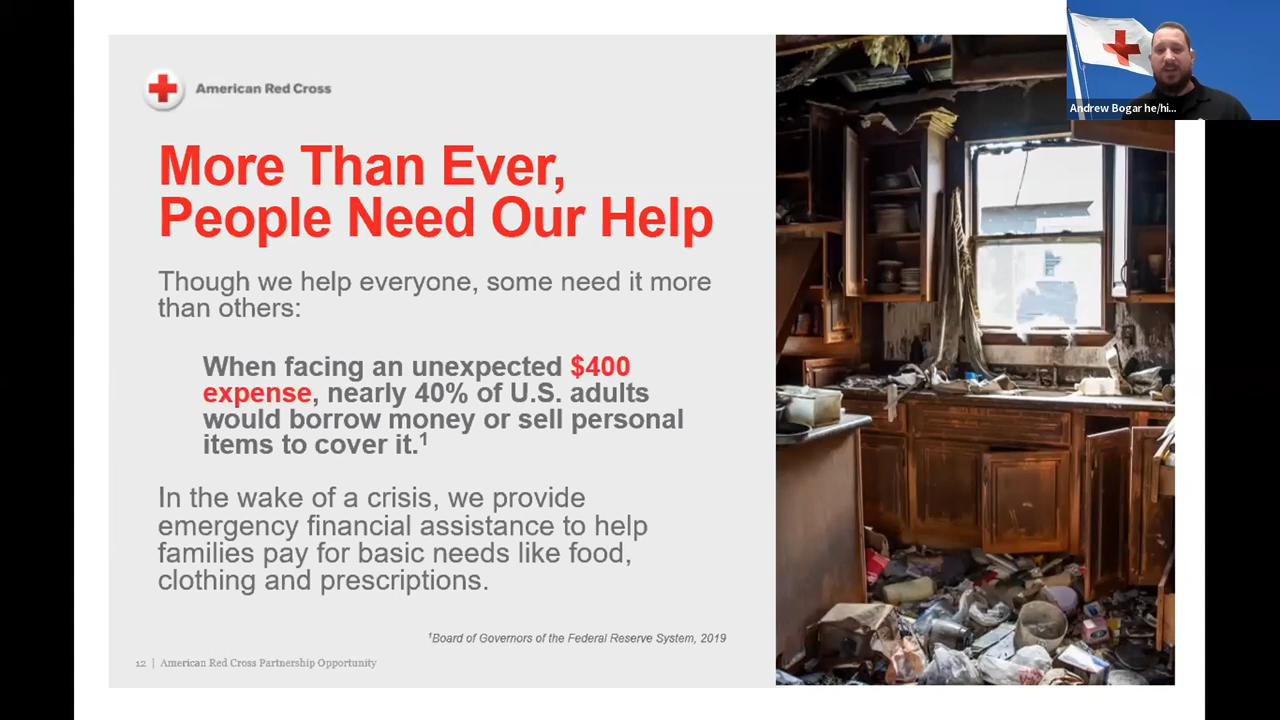 American Red Cross
More Than Ever,
People Need Our Help
Though we help everyone, some need it more
than others:
When facing an unexpected $400
expense, nearly 40% of U.S. adults
would borrow money or sell personal
items to cover it.¹
In the wake of a crisis, we provide
emergency financial assistance to help
families pay for basic needs like food,
clothing and prescriptions.
¹Board of Governors of the Federal Reserve System, 2019
12 | American Red Cross Partnership Opportunity
Andrew Bogar he/hi...